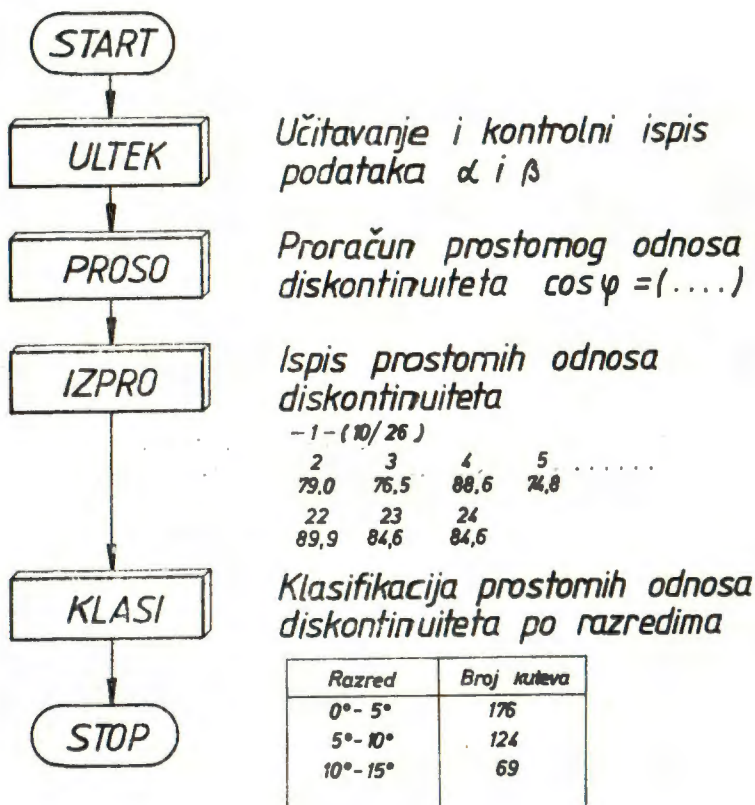 START
ULTEK
Učitavanje i kontrolni ispis
podataka α i β
PROSO
Proračun prostornog odnosa
diskontinuiteta cos φ =(....)
IZPRO
Ispis prostornih odnosa
diskontinuiteta
-1-(10/26)
2 3 4 5 ......
79,0 76,5 88,6 74,8
22 23 24
89,9 84,6 84,6
KLASI
Klasifikacija prostornih odnosa
diskontinuiteta po razredima
Razred Broj kuteva
0°-5° 176
5°-10° 124
10°-15° 69
STOP